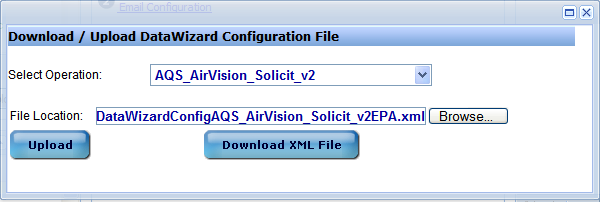 Email Configuration
Download / Upload DataWizard Configuration File
Select Operation: AQS_AirVision_Solicit_v2
File Location: DataWizardConfigAQS_AirVision_Solicit_v2EPA.xml Browse...
Upload Download XML File